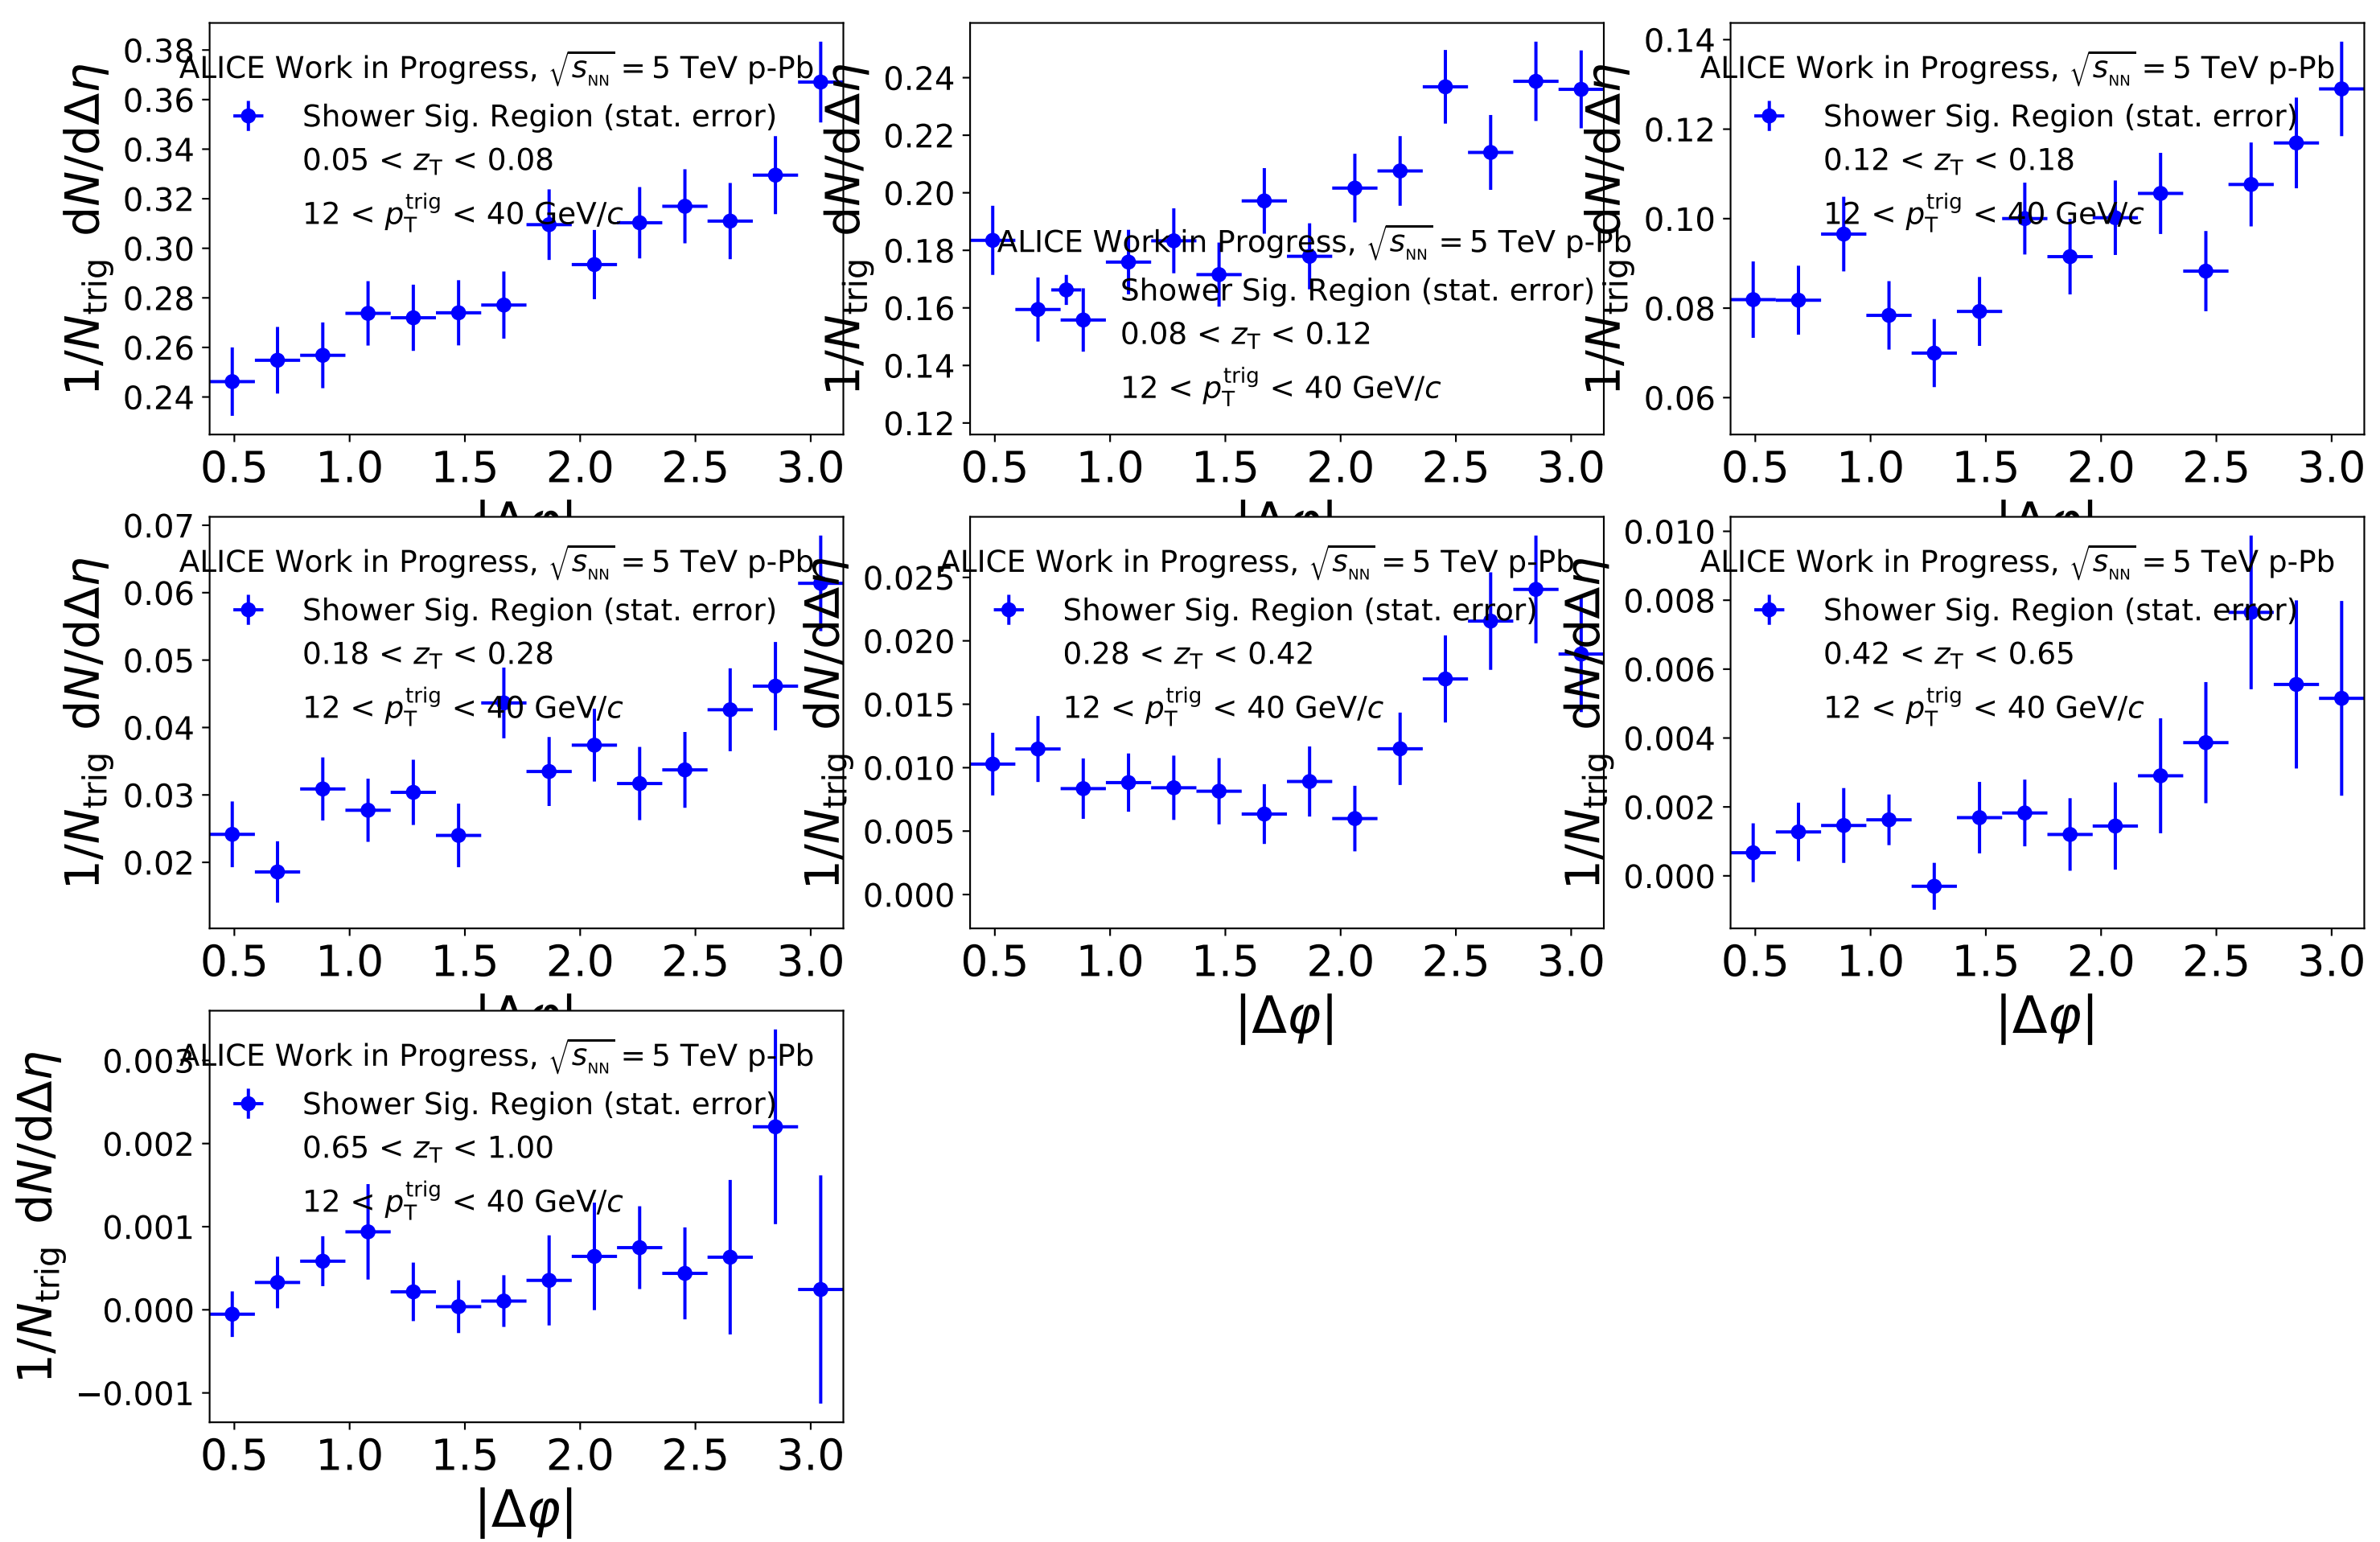 1/N_trig dN/dΔη
0.38
0.36
0.34
0.32
0.30
0.28
0.26
0.24
ALICE Work in Progress, √s_NN = 5 TeV p-Pb
Shower Sig. Region (stat. error)
0.05 < z_T < 0.08
12 < p_T^trig < 40 GeV/c
0.5 1.0 1.5 2.0 2.5 3.0
|Δφ|
1/N_trig dN/dΔη
0.24
0.22
0.20
0.18
0.16
0.14
0.12
ALICE Work in Progress, √s_NN = 5 TeV p-Pb
Shower Sig. Region (stat. error)
0.08 < z_T < 0.12
12 < p_T^trig < 40 GeV/c
0.5 1.0 1.5 2.0 2.5 3.0
|Δφ|
1/N_trig dN/dΔη
0.14
0.12
0.10
0.08
0.06
ALICE Work in Progress, √s_NN = 5 TeV p-Pb
Shower Sig. Region (stat. error)
0.12 < z_T < 0.18
12 < p_T^trig < 40 GeV/c
0.5 1.0 1.5 2.0 2.5 3.0
|Δφ|
1/N_trig dN/dΔη
0.07
0.06
0.05
0.04
0.03
0.02
ALICE Work in Progress, √s_NN = 5 TeV p-Pb
Shower Sig. Region (stat. error)
0.18 < z_T < 0.28
12 < p_T^trig < 40 GeV/c
0.5 1.0 1.5 2.0 2.5 3.0
|Δφ|
1/N_trig dN/dΔη
0.025
0.020
0.015
0.010
0.005
0.000
ALICE Work in Progress, √s_NN = 5 TeV p-Pb
Shower Sig. Region (stat. error)
0.28 < z_T < 0.42
12 < p_T^trig < 40 GeV/c
0.5 1.0 1.5 2.0 2.5 3.0
|Δφ|
1/N_trig dN/dΔη
0.010
0.008
0.006
0.004
0.002
0.000
ALICE Work in Progress, √s_NN = 5 TeV p-Pb
Shower Sig. Region (stat. error)
0.42 < z_T < 0.65
12 < p_T^trig < 40 GeV/c
0.5 1.0 1.5 2.0 2.5 3.0
|Δφ|
1/N_trig dN/dΔη
0.003
0.002
0.001
0.000
−0.001
ALICE Work in Progress, √s_NN = 5 TeV p-Pb
Shower Sig. Region (stat. error)
0.65 < z_T < 1.00
12 < p_T^trig < 40 GeV/c
0.5 1.0 1.5 2.0 2.5 3.0
|Δφ|